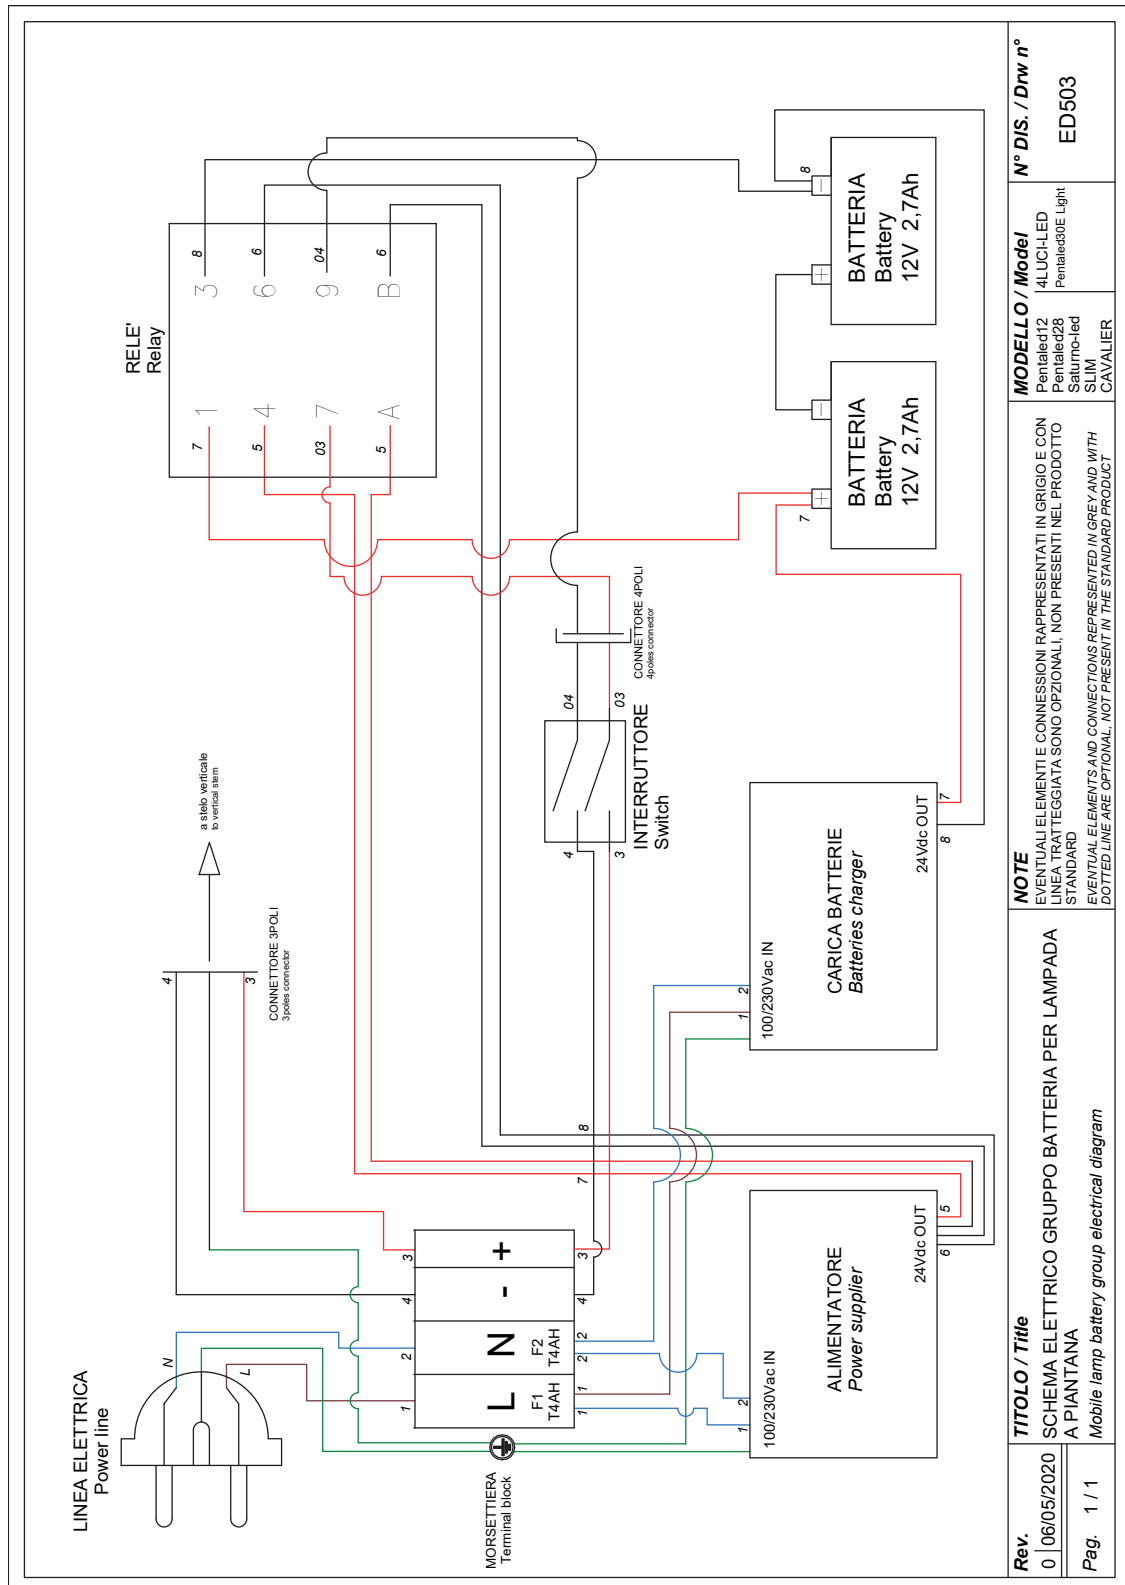 LINEA ELETTRICA
Power line
N
L
MORSETTIERA
Terminal block
1
2
4
3
L
N
-
+
F1
T4AH
F2
T4AH
1
1
2
2
4
3
4
3
CONNETTORE 3POLI
3poles connector
a stelo verticale
to vertical stem
RELE'
Relay
7
1
3
8
5
4
6
6
03
7
9
04
5
A
B
6
4
3
04
03
INTERRUTTORE
Switch
CONNETTORE 4POLI
4poles connector
7
8
100/230Vac IN
1
2
ALIMENTATORE
Power supplier
24Vdc OUT
5
6
100/230Vac IN
1
2
CARICA BATTERIE
Batteries charger
24Vdc OUT
7
8
7
+
-
BATTERIA
Battery
12V 2,7Ah
+
-
8
BATTERIA
Battery
12V 2,7Ah
Rev.
0 06/05/2020
Pag. 1 / 1
TITOLO / Title
SCHEMA ELETTRICO GRUPPO BATTERIA PER LAMPADA
A PIANTANA
Mobile lamp battery group electrical diagram
NOTE
EVENTUALI ELEMENTI E CONNESSIONI RAPPRESENTATI IN GRIGIO E CON
LINEA TRATTEGGIATA SONO OPZIONALI, NON PRESENTI NEL PRODOTTO
STANDARD
EVENTUAL ELEMENTS AND CONNECTIONS REPRESENTED IN GREY AND WITH
DOTTED LINE ARE OPTIONAL, NOT PRESENT IN THE STANDARD PRODUCT
MODELLO / Model
Pentaled12
Pentaled28
Saturno-led
SLIM
CAVALIER
4LUCI-LED
Pentaled30E Light
N° DIS. / Drw n°
ED503